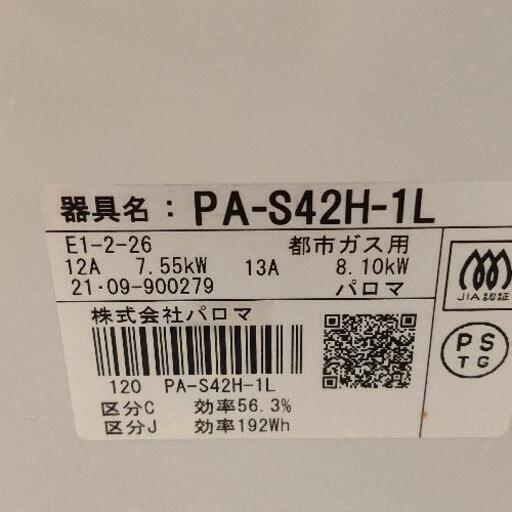 器具名： PA-S42H-1L
E1-2-26 都市ガス用
12A 7.55kW 13A 8.10kW
21・09-900279 パロマ
JIA認証
株式会社パロマ
PS
TG
120 PA-S42H-1L
区分C 効率56.3%
区分J 効率192Wh